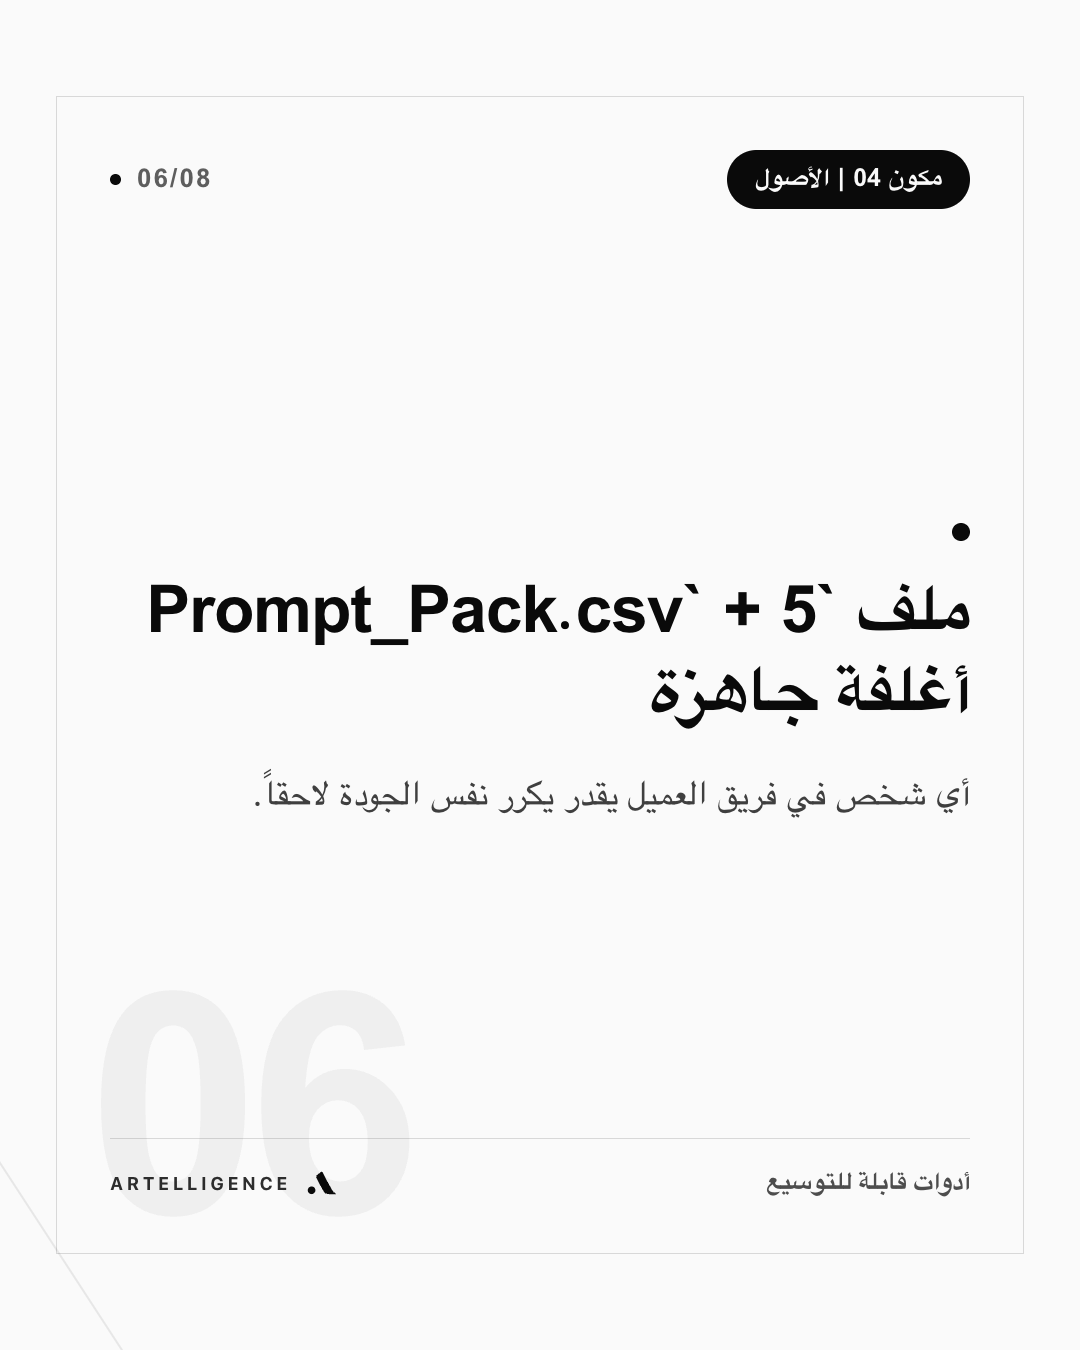 مكون 04 | الأصول
06/08
ملف `Prompt_Pack.csv` + 5
أغلفة جاهزة
أي شخص في فريق العميل يقدر يكرر نفس الجودة لاحقاً.
06
أدوات قابلة للتوسيع
ARTELLIGENCE